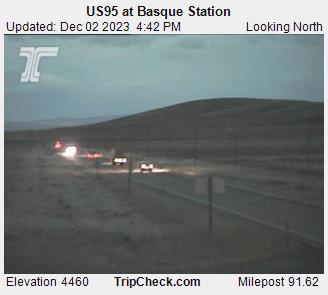 US95 at Basque Station
Updated: Dec 02 2023 4:42 PM Looking North
Elevation 4460 TripCheck.com Milepost 91.62